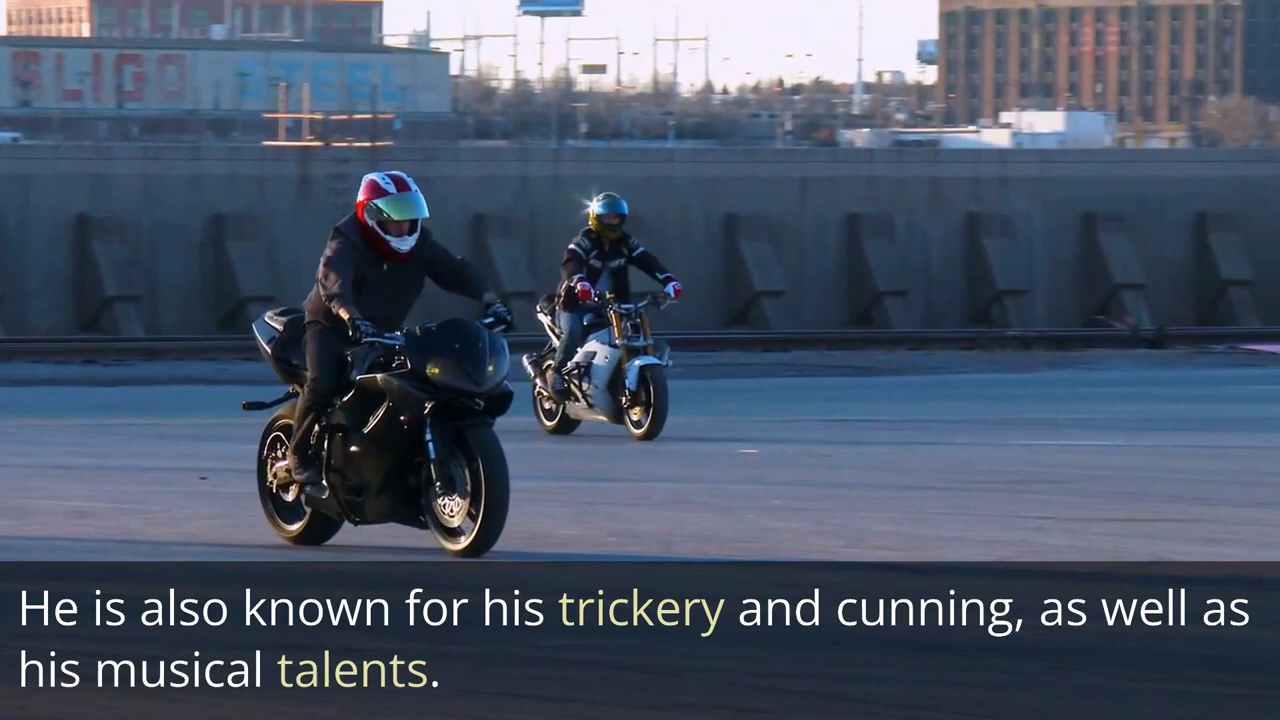 SLIGO STEEL
He is also known for his trickery and cunning, as well as
his musical talents.